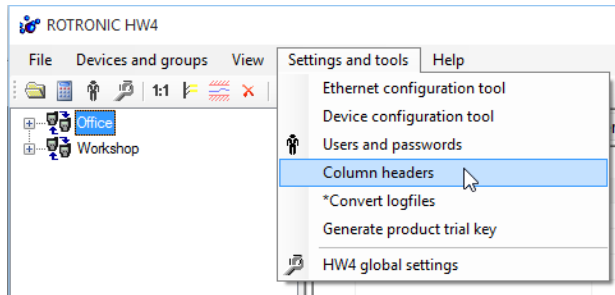 ROTRONIC HW4
File Devices and groups View Settings and tools Help
1:1
Office
Workshop
Ethernet configuration tool
Device configuration tool
Users and passwords
Column headers
*Convert logfiles
Generate product trial key
HW4 global settings